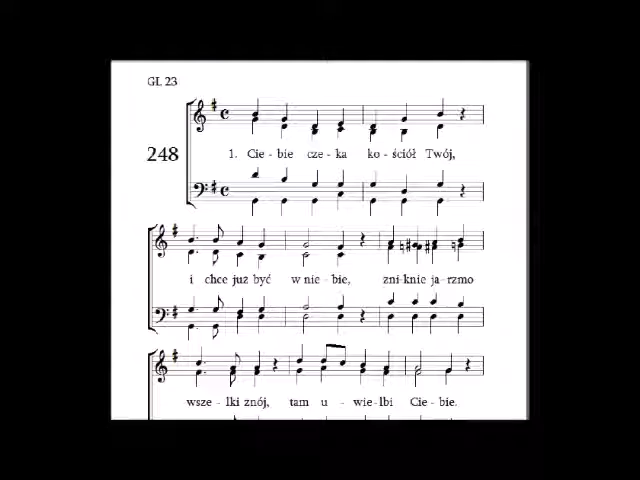 GL 23
248
1. Cie - bie cze - ka ko - ściół Twój,
i chce już być w nie - bie, zni - knie ja - rzmo
wsze - lki znój, tam u - wie - lbi Cie - bie.